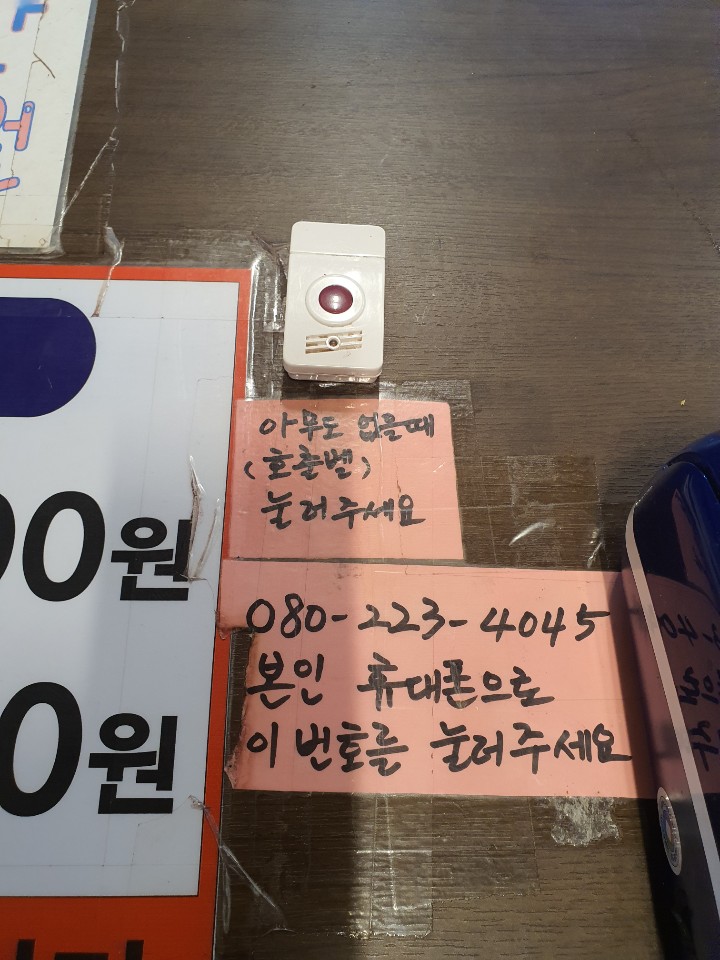 00원
0원
아무도 없을때
(호출벨)
눌러주세요
080-223-4045
본인 휴대폰으로
이 번호를 눌러주세요